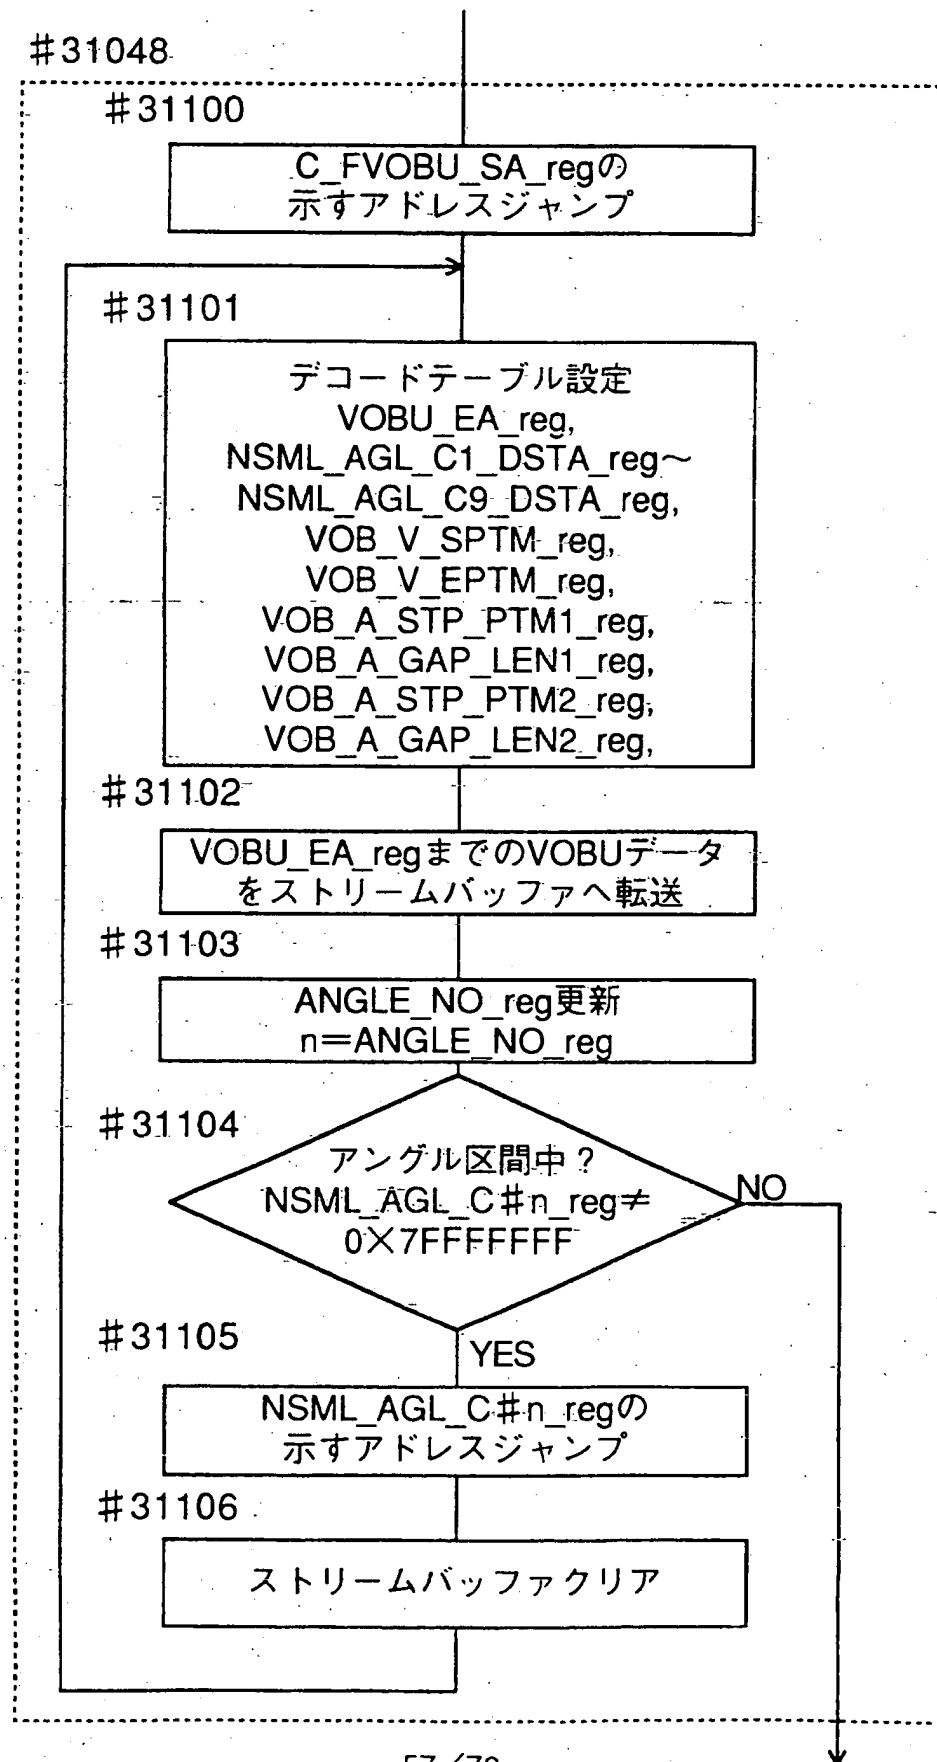 #31048
#31100
C_FVOBU_SA_regの
示すアドレスジャンプ
#31101
デコードテーブル設定
VOBU_EA_reg,
NSML_AGL_C1_DSTA_reg～
NSML_AGL_C9_DSTA_reg,
VOB_V_SPTM_reg,
VOB_V_EPTM_reg,
VOB_A_STP_PTM1_reg,
VOB_A_GAP_LEN1_reg,
VOB_A_STP_PTM2_reg,
VOB_A_GAP_LEN2_reg,
#31102
VOBU_EA_regまでのVOBUデータ
をストリームバッファへ転送
#31103
ANGLE_NO_reg更新
n＝ANGLE_NO_reg
#31104
アングル区間中？
NSML_AGL_C#n_reg≠
0×7FFFFFFF
NO
YES
#31105
NSML_AGL_C#n_regの
示すアドレスジャンプ
#31106
ストリームバッファクリア